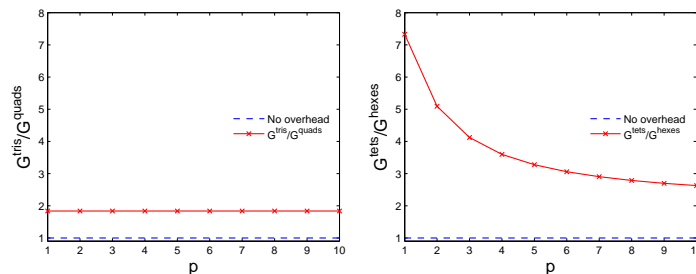 8
7
6
5
4
3
2
1
G^tris/G^quads
No overhead
G^tris/G^quads
1 2 3 4 5 6 7 8 9 10
p
8
7
6
5
4
3
2
1
G^tets/G^hexes
No overhead
G^tets/G^hexes
1 2 3 4 5 6 7 8 9 1
p